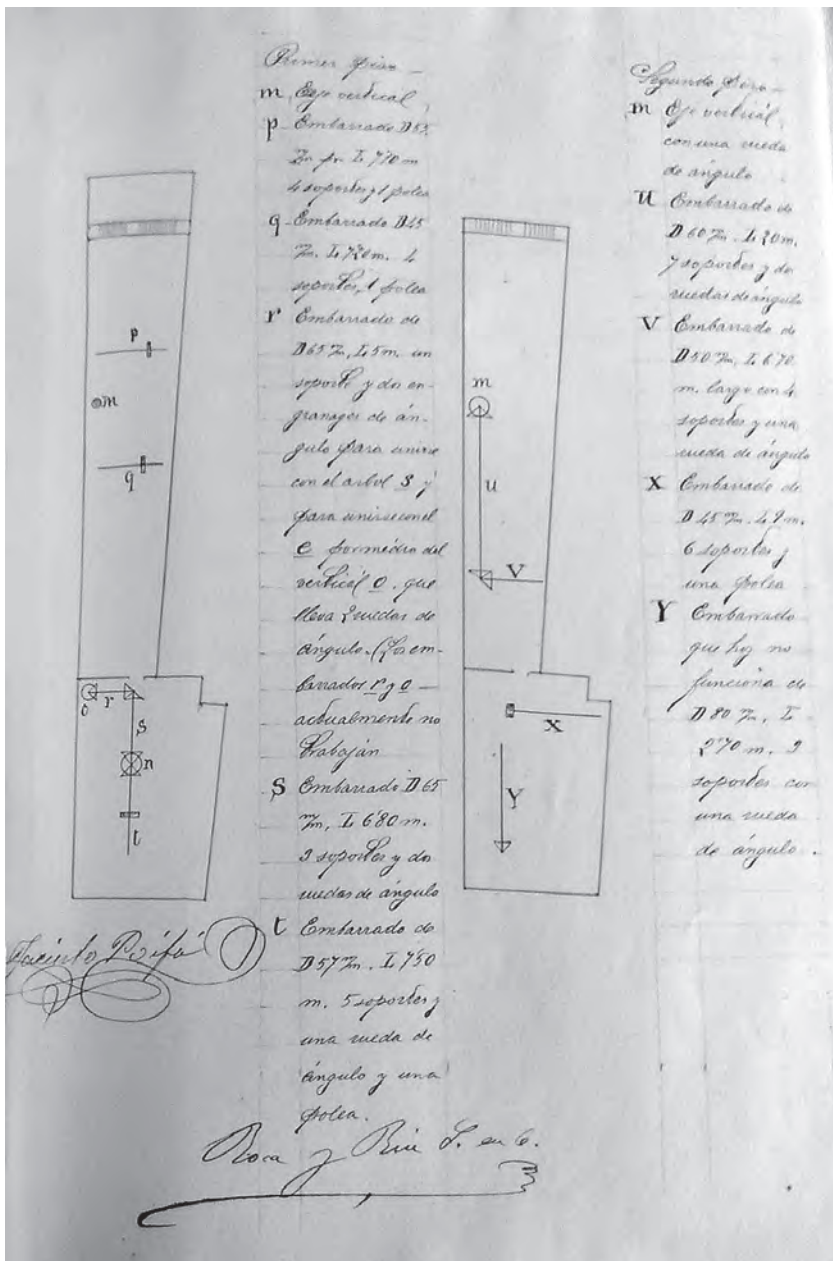 Primer piso —
m Eje vertical
p Embarrado D 55
m/m pr L 7'70 m
4 soportes y 1 polea
q Embarrado D 45
m/m. L 7'20 m. 4
soportes, 1 polea
r Embarrado de
D 65 m/m, L 5 m. un
soporte y dos en-
granages de án-
gulo para unirse
con el arbol s y
para unirse con el
e por medio del
vertical o. que
lleva 2 ruedas de
ángulo. (Los em-
barrados r y o —
actualmente no
trabajan
S Embarrado D 65
m/m, L 6'80 m.
3 soportes y dos
ruedas de ángulo
t Embarrado de
D 57 m/m. L 7'50
m. 5 soportes y
una rueda de
ángulo y una
polea.
Segundo piso —
m Eje vertical
con una rueda
de ángulo
U Embarrado de
D 60 m/m. L 20 m.
7 soportes y dos
ruedas de ángulo
V Embarrado de
D 50 m/m, L 6'70
m. largo con 4
soportes y una
rueda de ángulo
X Embarrado de
D 45 m/m. L 9 m.
6 soportes y
una polea
Y Embarrado
que hoy no
funciona de
D 80 m/m, L
2'70 m. 3
soportes con
una rueda
de ángulo.
p
m
q
o r
s
n
t
m
u
v
x
Y
Jacinto
Roca y S. en C.